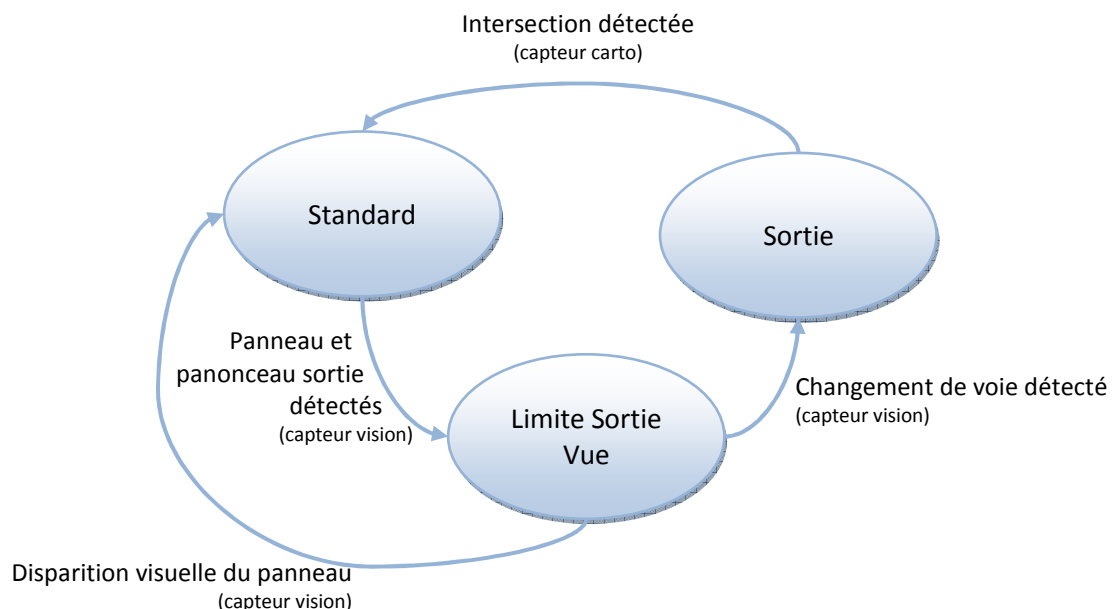 Intersection détectée
(capteur carto)
Standard
Sortie
Panneau et
panonceau sortie
détectés
(capteur vision)
Limite Sortie
Vue
Changement de voie détecté
(capteur vision)
Disparition visuelle du panneau
(capteur vision)